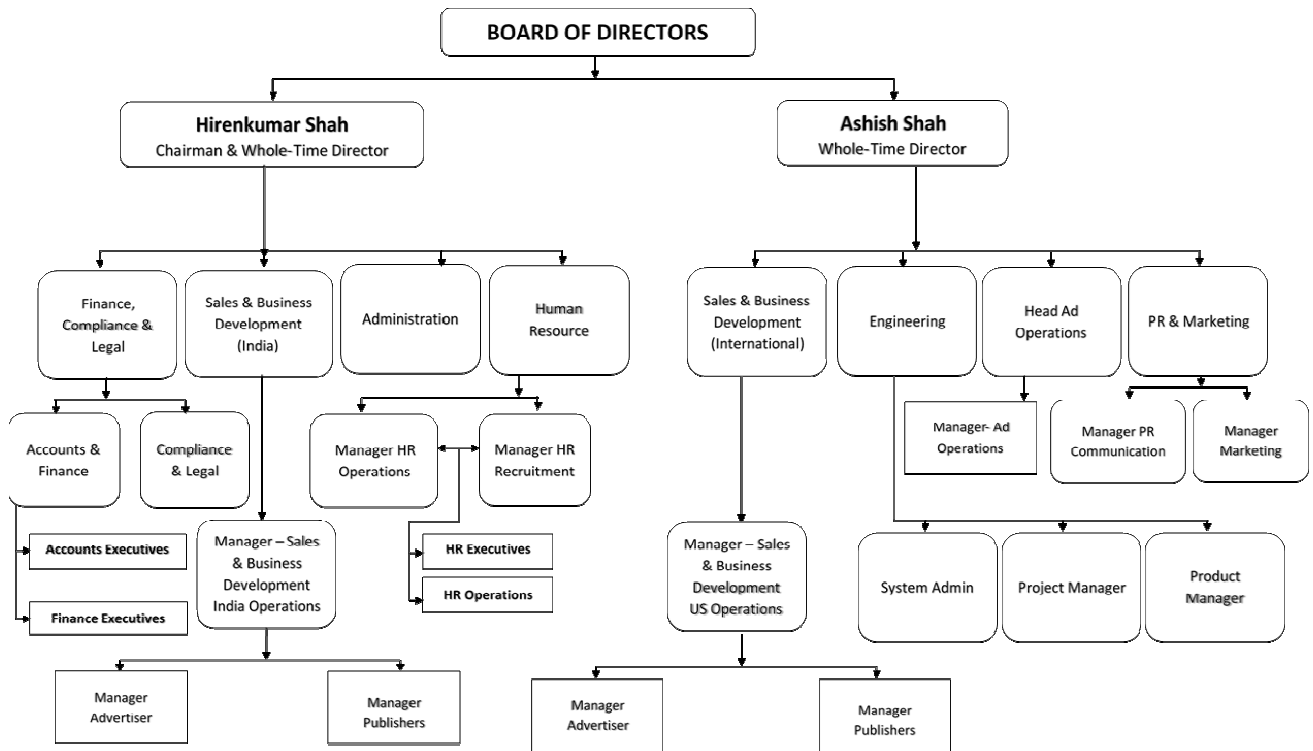 BOARD OF DIRECTORS
Hirenkumar Shah
Chairman & Whole-Time Director
Ashish Shah
Whole-Time Director
Finance,
Compliance &
Legal
Sales & Business
Development
(India)
Administration
Human
Resource
Sales & Business
Development
(International)
Engineering
Head Ad
Operations
PR & Marketing
Accounts &
Finance
Compliance
& Legal
Manager HR
Operations
Manager HR
Recruitment
Manager- Ad
Operations
Manager PR
Communication
Manager
Marketing
Accounts Executives
Finance Executives
Manager – Sales
& Business
Development
India Operations
HR Executives
HR Operations
Manager – Sales
& Business
Development
US Operations
System Admin
Project Manager
Product
Manager
Manager
Advertiser
Manager
Publishers
Manager
Advertiser
Manager
Publishers